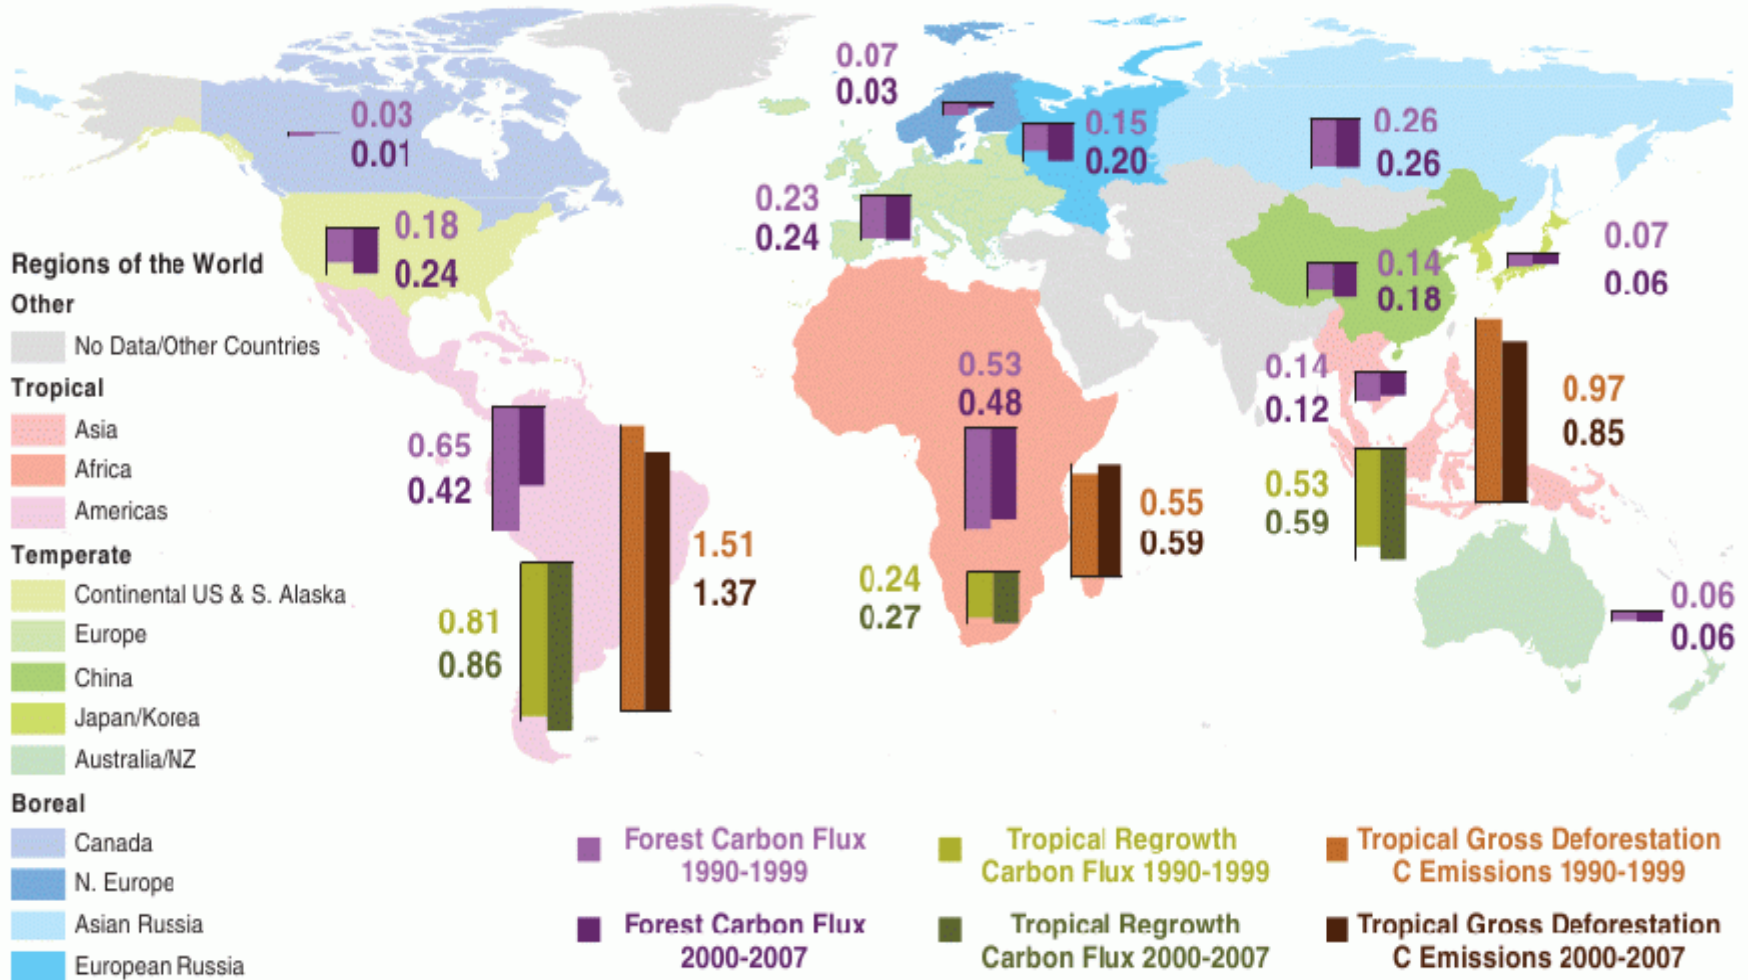 0.07
0.03
0.03
0.01
0.15
0.20
0.26
0.26
0.23
0.24
0.18
0.24
0.07
0.06
0.14
0.18
Regions of the World
Other
No Data/Other Countries
Tropical
Asia
Africa
Americas
Temperate
Continental US & S. Alaska
Europe
China
Japan/Korea
Australia/NZ
Boreal
Canada
N. Europe
Asian Russia
European Russia
0.65
0.42
0.81
0.86
1.51
1.37
0.53
0.48
0.24
0.27
0.55
0.59
0.14
0.12
0.53
0.59
0.97
0.85
0.06
0.06
Forest Carbon Flux
1990-1999
Forest Carbon Flux
2000-2007
Tropical Regrowth
Carbon Flux 1990-1999
Tropical Regrowth
Carbon Flux 2000-2007
Tropical Gross Deforestation
C Emissions 1990-1999
Tropical Gross Deforestation
C Emissions 2000-2007